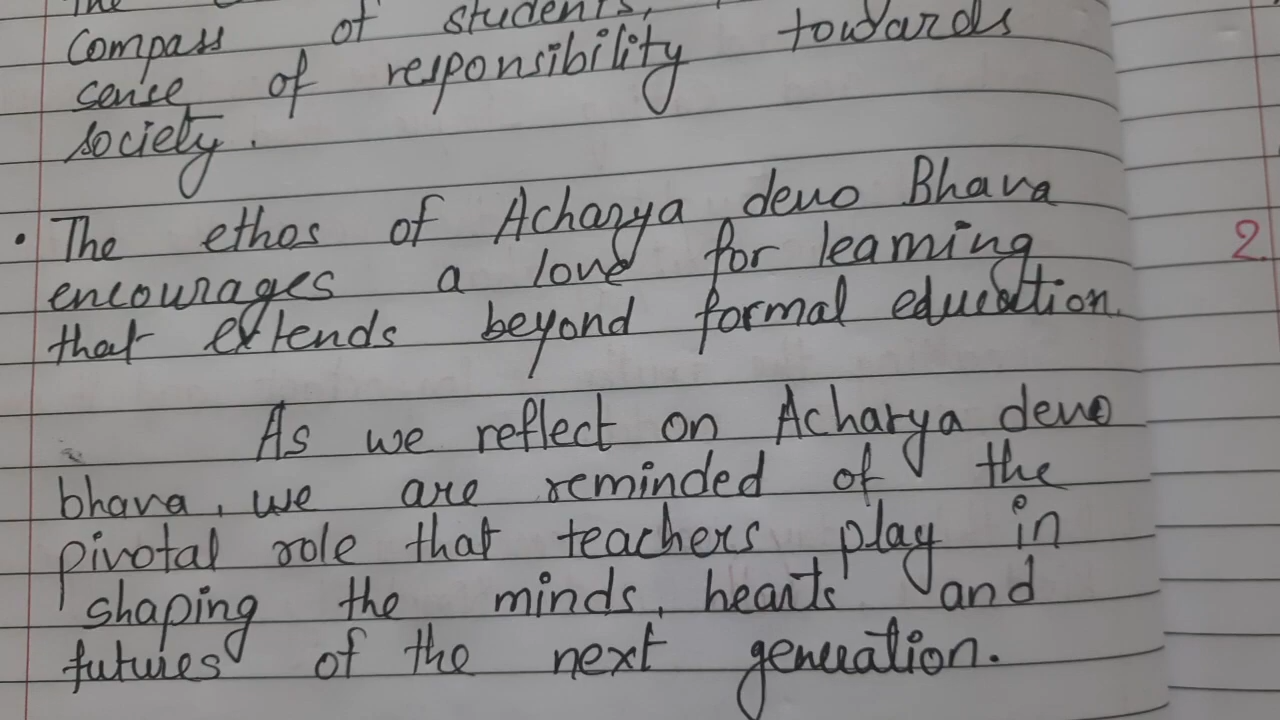 The
compass of students,
sense of responsibility towards
society.
• The ethos of Acharya devo Bhava
encourages a love for learning
that extends beyond formal education.
As we reflect on Acharya devo
bhava, we are reminded of the
pivotal role that teachers play in
shaping the minds, hearts and
futures of the next generation.
2.